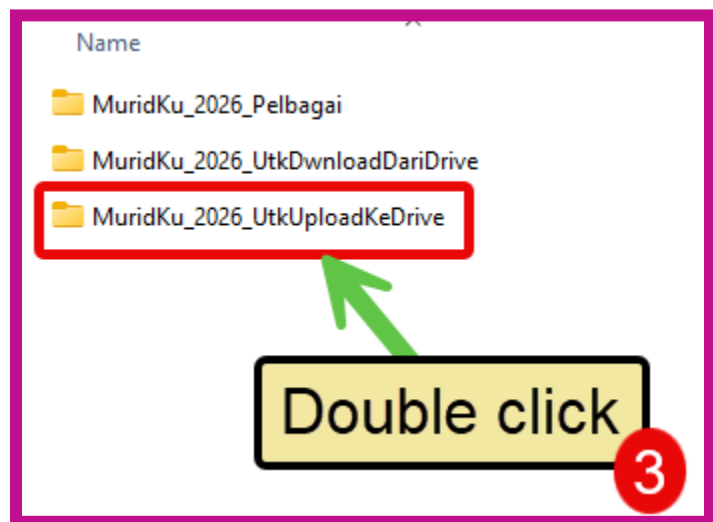 Name
MuridKu_2026_Pelbagai
MuridKu_2026_UtkDwnloadDariDrive
MuridKu_2026_UtkUploadKeDrive
Double click
3